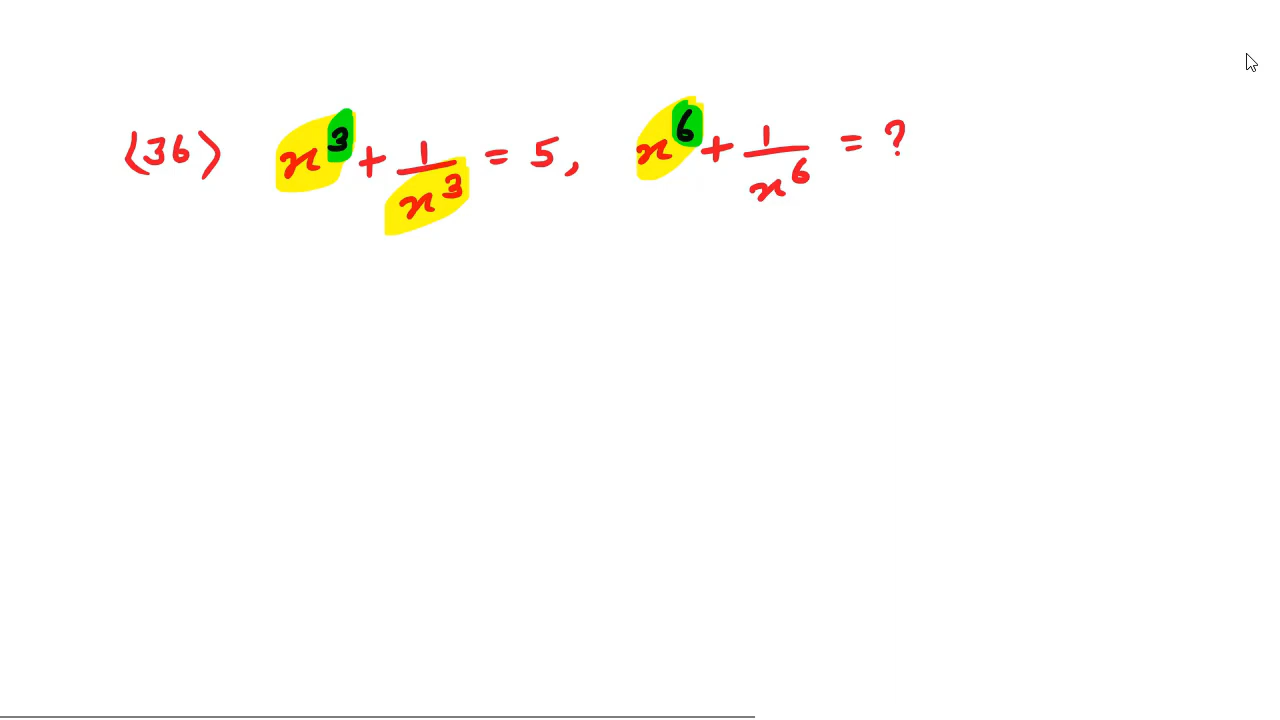 ⟨36⟩ x³ + 1/x³ = 5, x⁶ + 1/x⁶ = ?